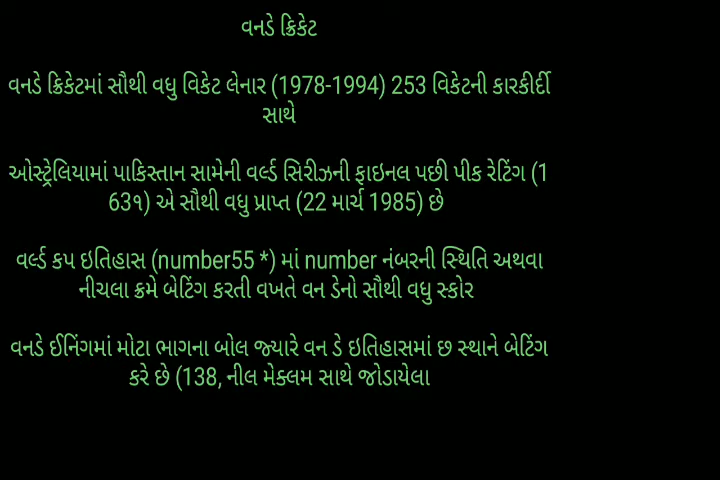 વનડે ક્રિકેટ
વનડે ક્રિકેટમાં સૌથી વધુ વિકેટ લેનાર (1978-1994) 253 વિકેટની કારકીર્દી
સાથે
ઓસ્ટ્રેલિયામાં પાકિસ્તાન સામેની વર્લ્ડ સિરીઝની ફાઇનલ પછી પીક રેટિંગ (1
63૧) એ સૌથી વધુ પ્રાપ્ત (22 માર્ચ 1985) છે
વર્લ્ડ કપ ઇતિહાસ (number55 *) માં number નંબરની સ્થિતિ અથવા
નીચલા ક્રમે બેટિંગ કરતી વખતે વન ડેનો સૌથી વધુ સ્કોર
વનડે ઈનિંગમાં મોટા ભાગના બોલ જ્યારે વન ડે ઇતિહાસમાં છ સ્થાને બેટિંગ
કરે છે (138, નીલ મેક્લમ સાથે જોડાયેલા